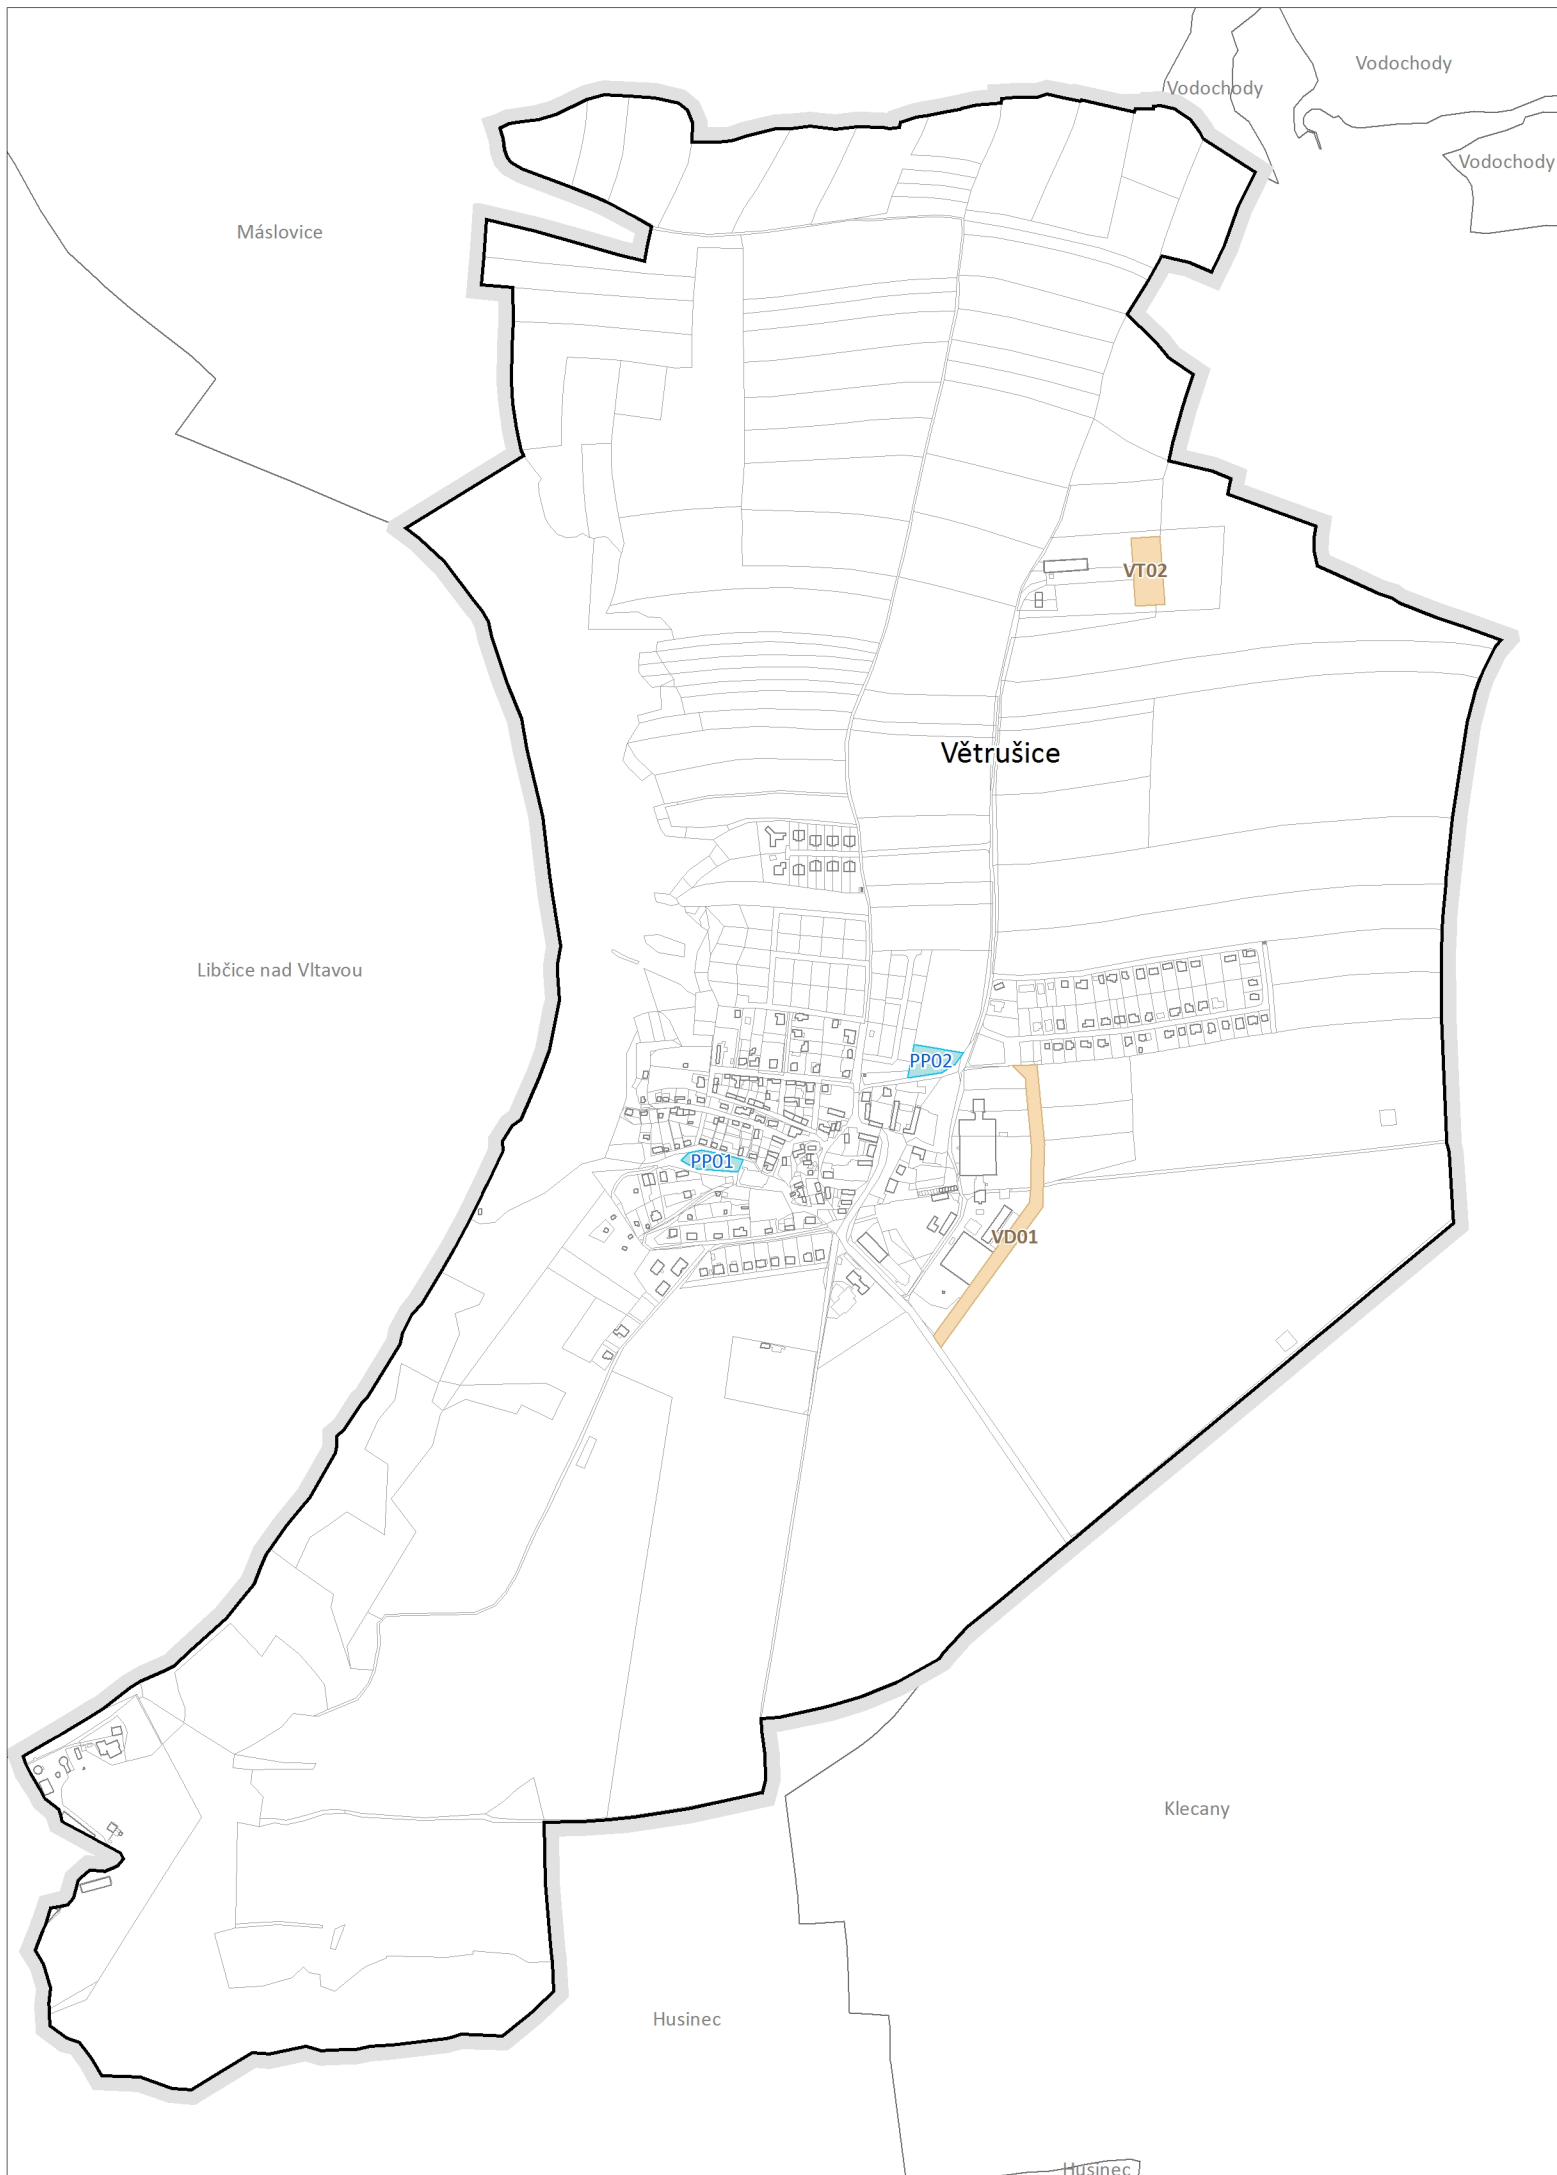 Vodochody
Vodochody
Vodochody
Máslovice
VT02
Větrušice
Libčice nad Vltavou
PP02
PP01
VD01
Klecany
Husinec
Husinec